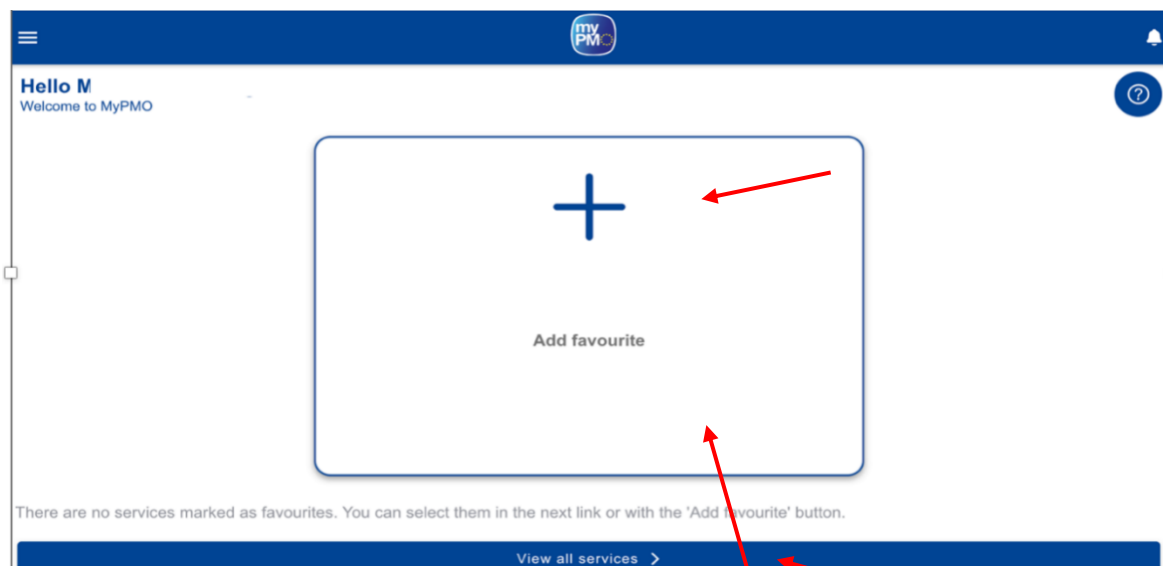 my
PMO
Hello M
Welcome to MyPMO
Add favourite
There are no services marked as favourites. You can select them in the next link or with the 'Add favourite' button.
View all services >